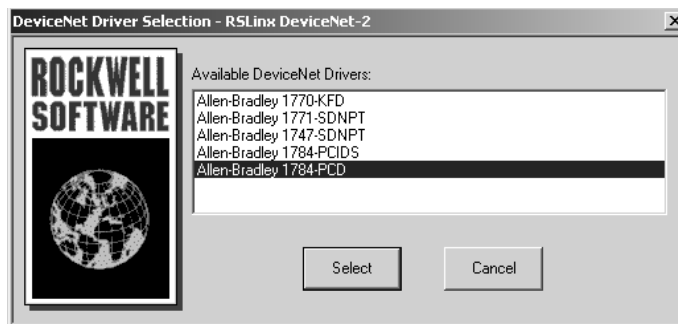 DeviceNet Driver Selection - RSLinx DeviceNet-2
ROCKWELL
SOFTWARE
Available DeviceNet Drivers:
Allen-Bradley 1770-KFD
Allen-Bradley 1771-SDNPT
Allen-Bradley 1747-SDNPT
Allen-Bradley 1784-PCIDS
Allen-Bradley 1784-PCD
Select
Cancel